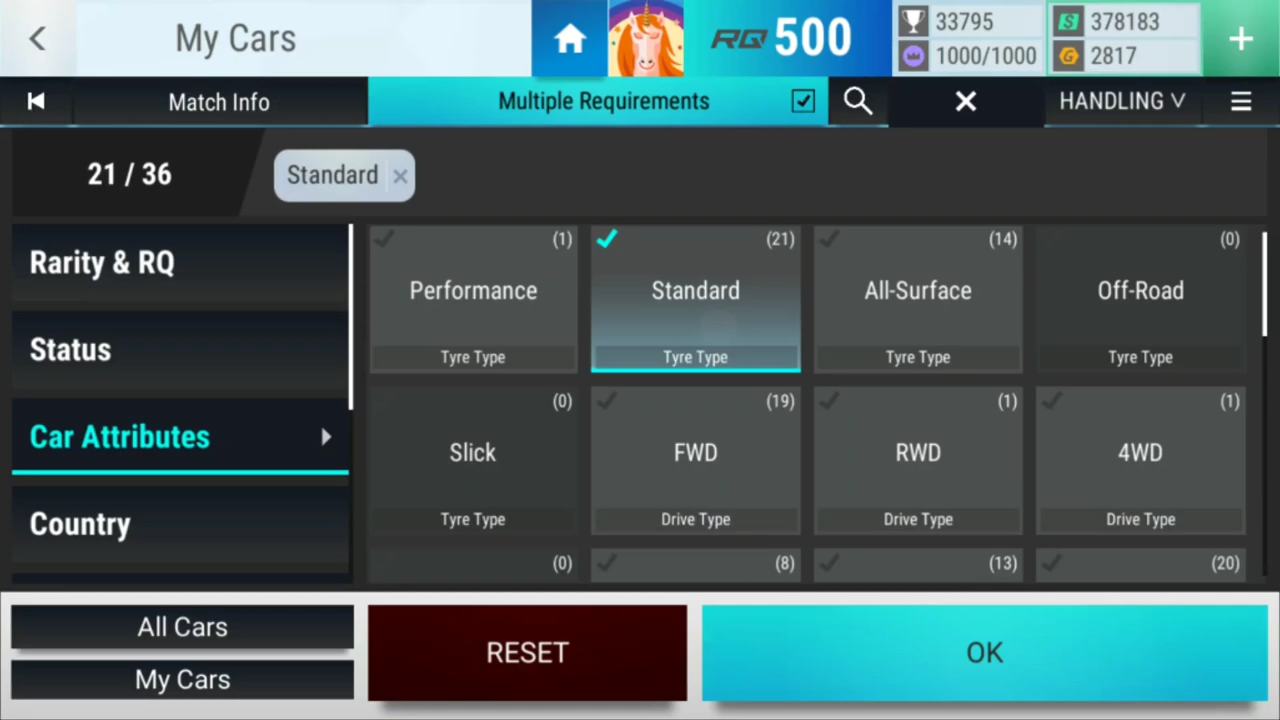 My Cars
RQ 500
33795
1000/1000
378183
2817
+
Match Info
Multiple Requirements
HANDLING
21 / 36
Standard
Rarity & RQ
Status
Car Attributes
Country
(1)
Performance
Tyre Type
(21)
Standard
Tyre Type
(14)
All-Surface
Tyre Type
(0)
Off-Road
Tyre Type
(0)
Slick
Tyre Type
(19)
FWD
Drive Type
(1)
RWD
Drive Type
(1)
4WD
Drive Type
(0)
(8)
(13)
(20)
All Cars
My Cars
RESET
OK